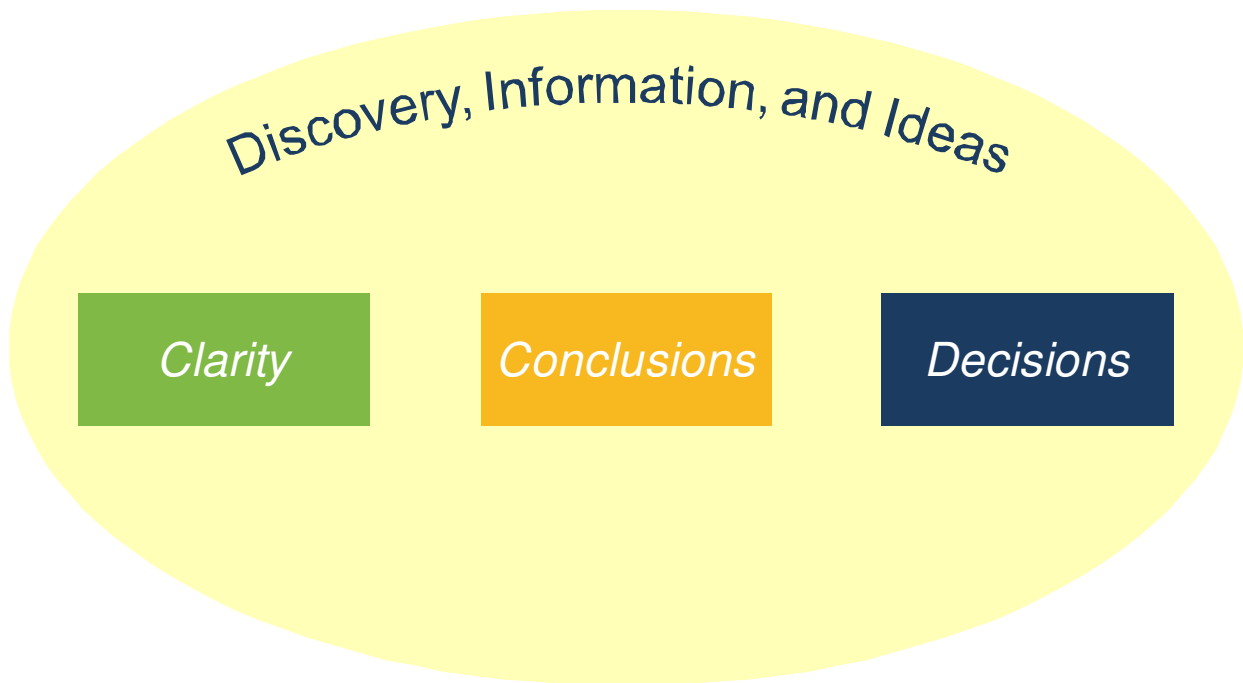 Discovery, Information, and Ideas
Clarity
Conclusions
Decisions